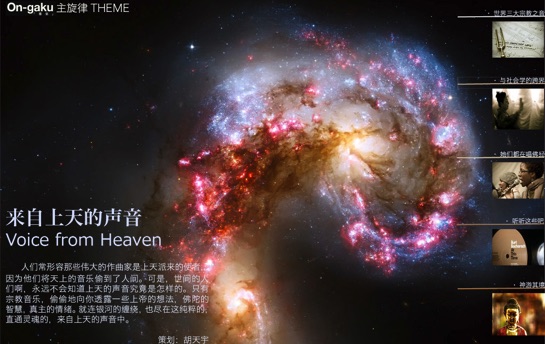 On-gaku 主旋律 THEME
世界三大宗教之音
与社会学的跨界
她们都在唱佛经
听听这些吧
神游其境
来自上天的声音
Voice from Heaven
人们常形容那些伟大的作曲家是上天派来的使者，
因为他们将天上的音乐偷到了人间。可是，世间的人
们啊，永远不会知道上天的声音究竟是怎样的。只有
宗教音乐，偷偷地向你透露一些上帝的想法，佛陀的
智慧，真主的情绪。就连银河的缠绕，也尽在这纯粹的，
直通灵魂的，来自上天的声音中。
策划：胡天宇